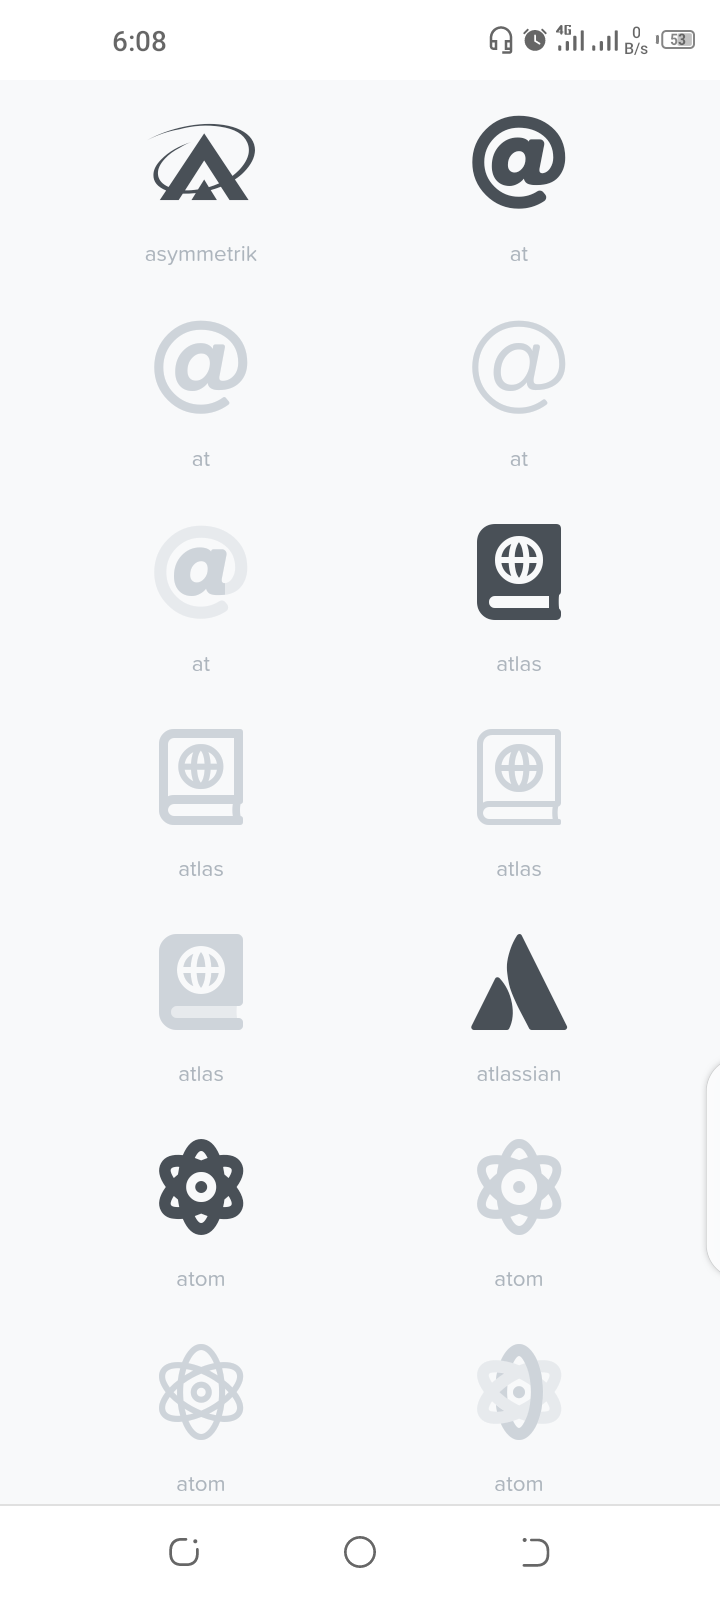 6:08
4G
0
B/s
53
asymmetrik
at
at
at
at
atlas
atlas
atlas
atlas
atlassian
atom
atom
atom
atom